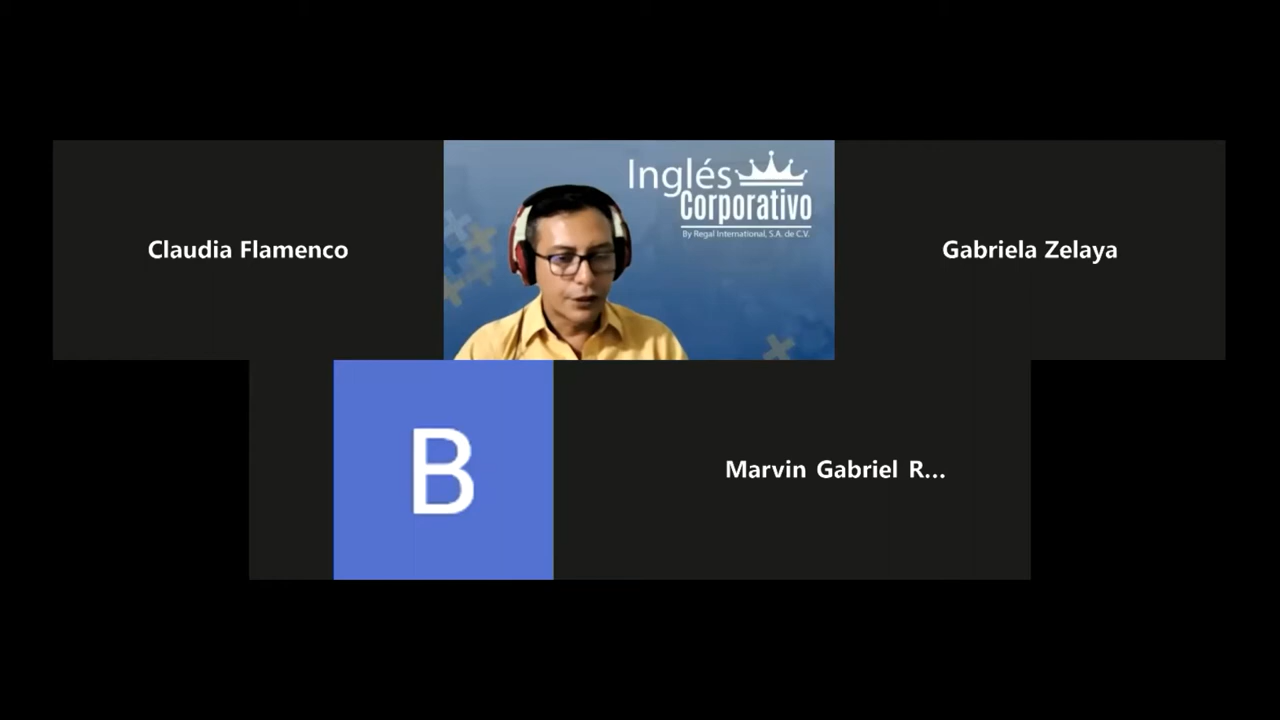 Claudia Flamenco
Inglés
Corporativo
By Regal International, S.A. de C.V.
Gabriela Zelaya
B
Marvin Gabriel R...